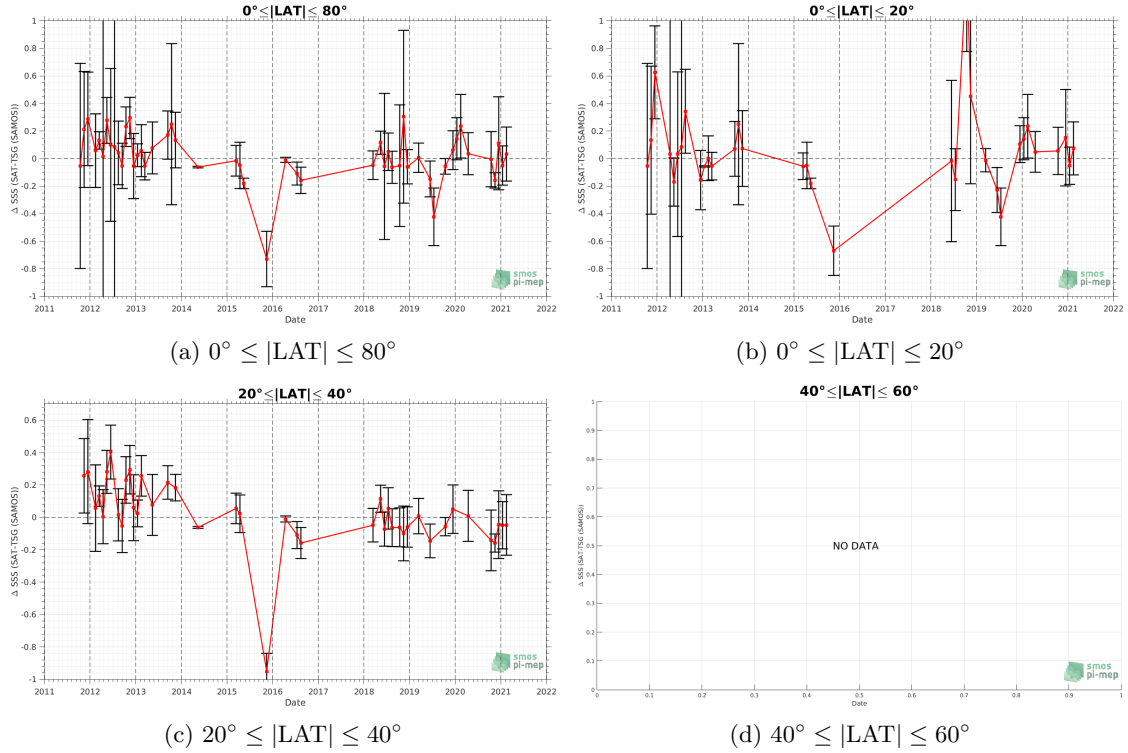 0°≤|LAT|≤ 80°
1
0.8
0.6
0.4
0.2
0
-0.2
-0.4
-0.6
-0.8
-1
Δ SSS (SAT-TSG (SAMOS))
2011 2012 2013 2014 2015 2016 2017 2018 2019 2020 2021 2022
Date
smos
pi-mep
(a) 0° ≤ |LAT| ≤ 80°
0°≤|LAT|≤ 20°
1
0.8
0.6
0.4
0.2
0
-0.2
-0.4
-0.6
-0.8
-1
Δ SSS (SAT-TSG (SAMOS))
2011 2012 2013 2014 2015 2016 2017 2018 2019 2020 2021 2022
Date
smos
pi-mep
(b) 0° ≤ |LAT| ≤ 20°
20°≤|LAT|≤ 40°
0.6
0.4
0.2
0
-0.2
-0.4
-0.6
-0.8
-1
Δ SSS (SAT-TSG (SAMOS))
2011 2012 2013 2014 2015 2016 2017 2018 2019 2020 2021 2022
Date
smos
pi-mep
(c) 20° ≤ |LAT| ≤ 40°
40°≤|LAT|≤ 60°
1
0.9
0.8
0.7
0.6
0.5
0.4
0.3
0.2
0.1
0
Δ SSS (SAT-TSG (SAMOS))
NO DATA
0 0.1 0.2 0.3 0.4 0.5 0.6 0.7 0.8 0.9 1
Date
smos
pi-mep
(d) 40° ≤ |LAT| ≤ 60°